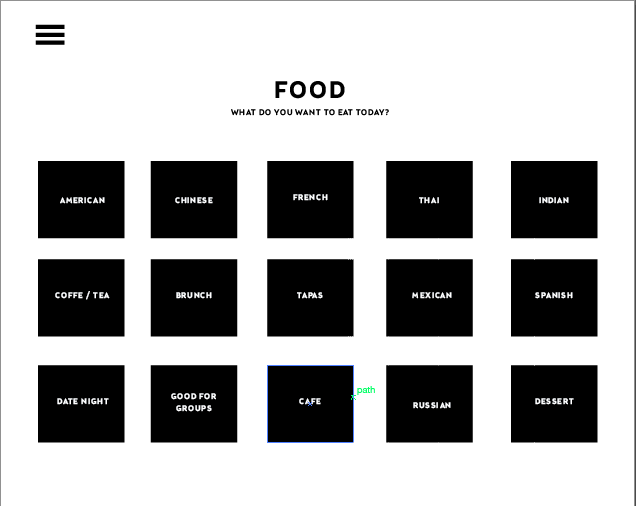 FOOD
WHAT DO YOU WANT TO EAT TODAY?
AMERICAN
CHINESE
FRENCH
THAI
INDIAN
COFFE / TEA
BRUNCH
TAPAS
MEXICAN
SPANISH
DATE NIGHT
GOOD FOR
GROUPS
CAFE
path
RUSSIAN
DESSERT